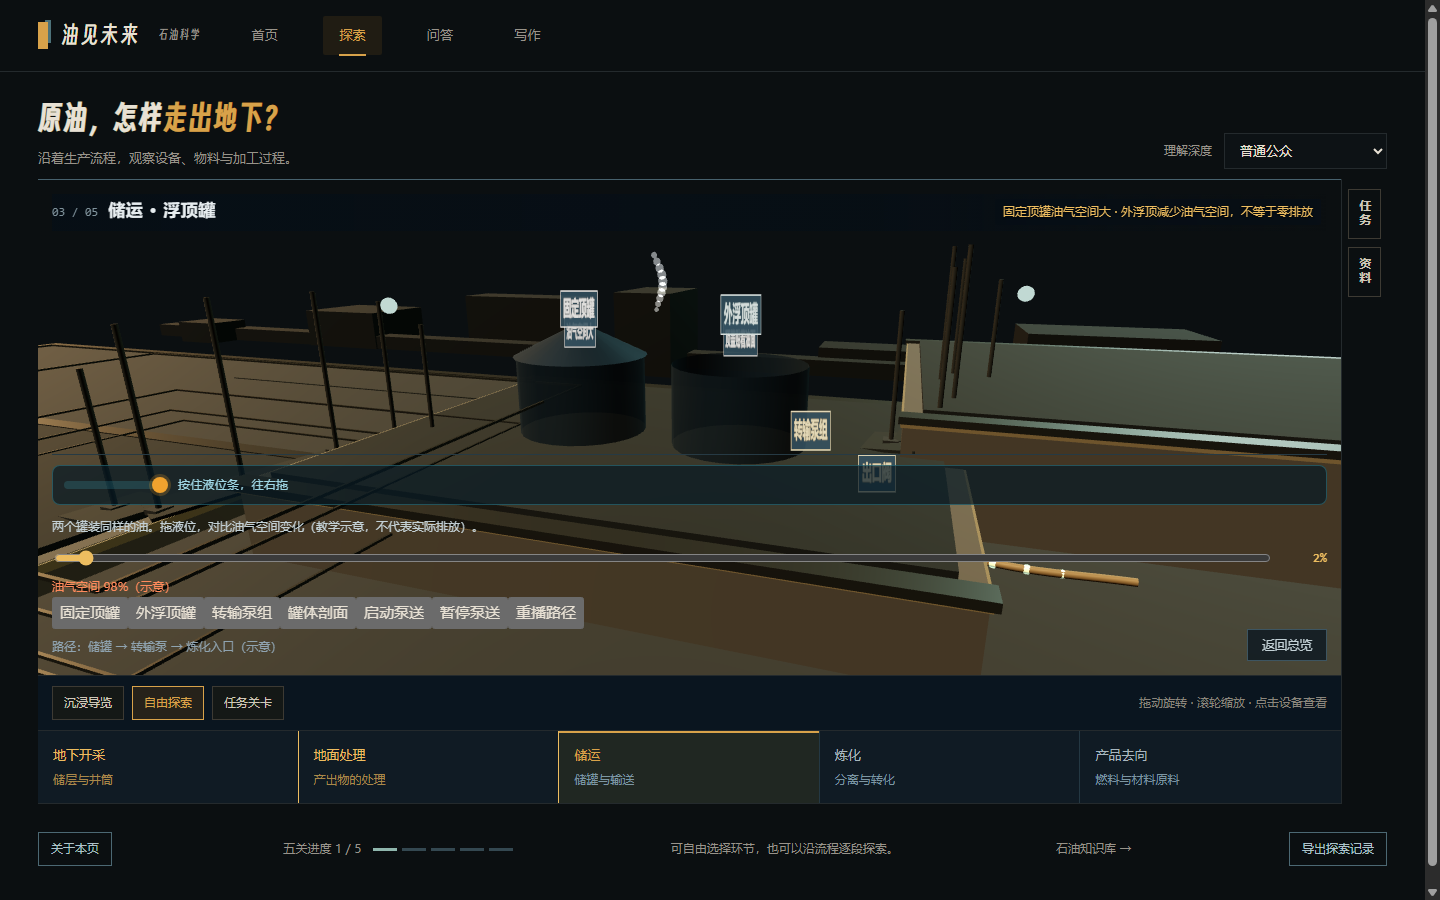 油见未来
石油科学
首页
探索
问答
写作
原油，怎样走出地下？
沿着生产流程，观察设备、物料与加工过程。
理解深度
普通公众
03 / 05 储运 • 浮顶罐
固定顶罐油气空间大 · 外浮顶减少油气空间，不等于零排放
任务
资料
固定顶罐
油气空间大
外浮顶罐
转输泵组
出口阀
按住液位条，往右拖
两个罐装同样的油。拖液位，对比油气空间变化（教学示意，不代表实际排放）。
2%
油气空间 98%（示意）
固定顶罐 外浮顶罐 转输泵组 罐体剖面 启动泵送 暂停泵送 重播路径
路径：储罐 → 转输泵 → 炼化入口（示意）
返回总览
沉浸导览
自由探索
任务关卡
拖动旋转 · 滚轮缩放 · 点击设备查看
地下开采
储层与井筒
地面处理
产出物的处理
储运
储罐与输送
炼化
分离与转化
产品去向
燃料与材料原料
关于本页
五关进度 1 / 5
可自由选择环节，也可以沿流程逐段探索。
石油知识库 →
导出探索记录